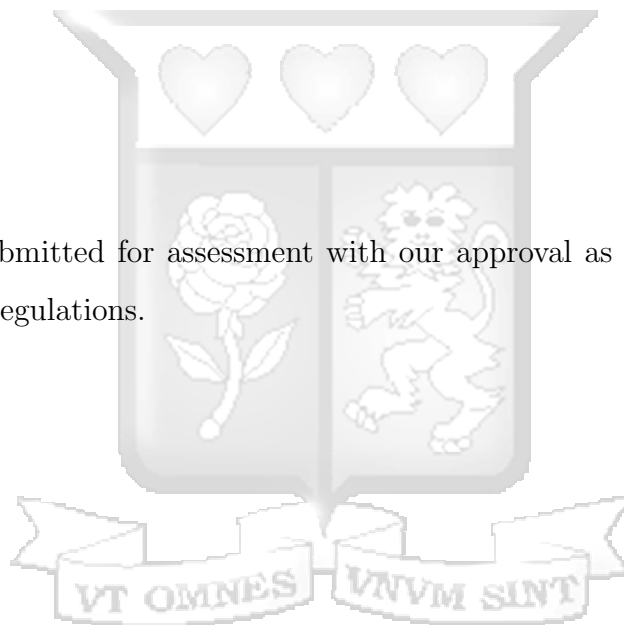 bmitted for assessment with our approval as
egulations.
VT OMNES VNVM SINT